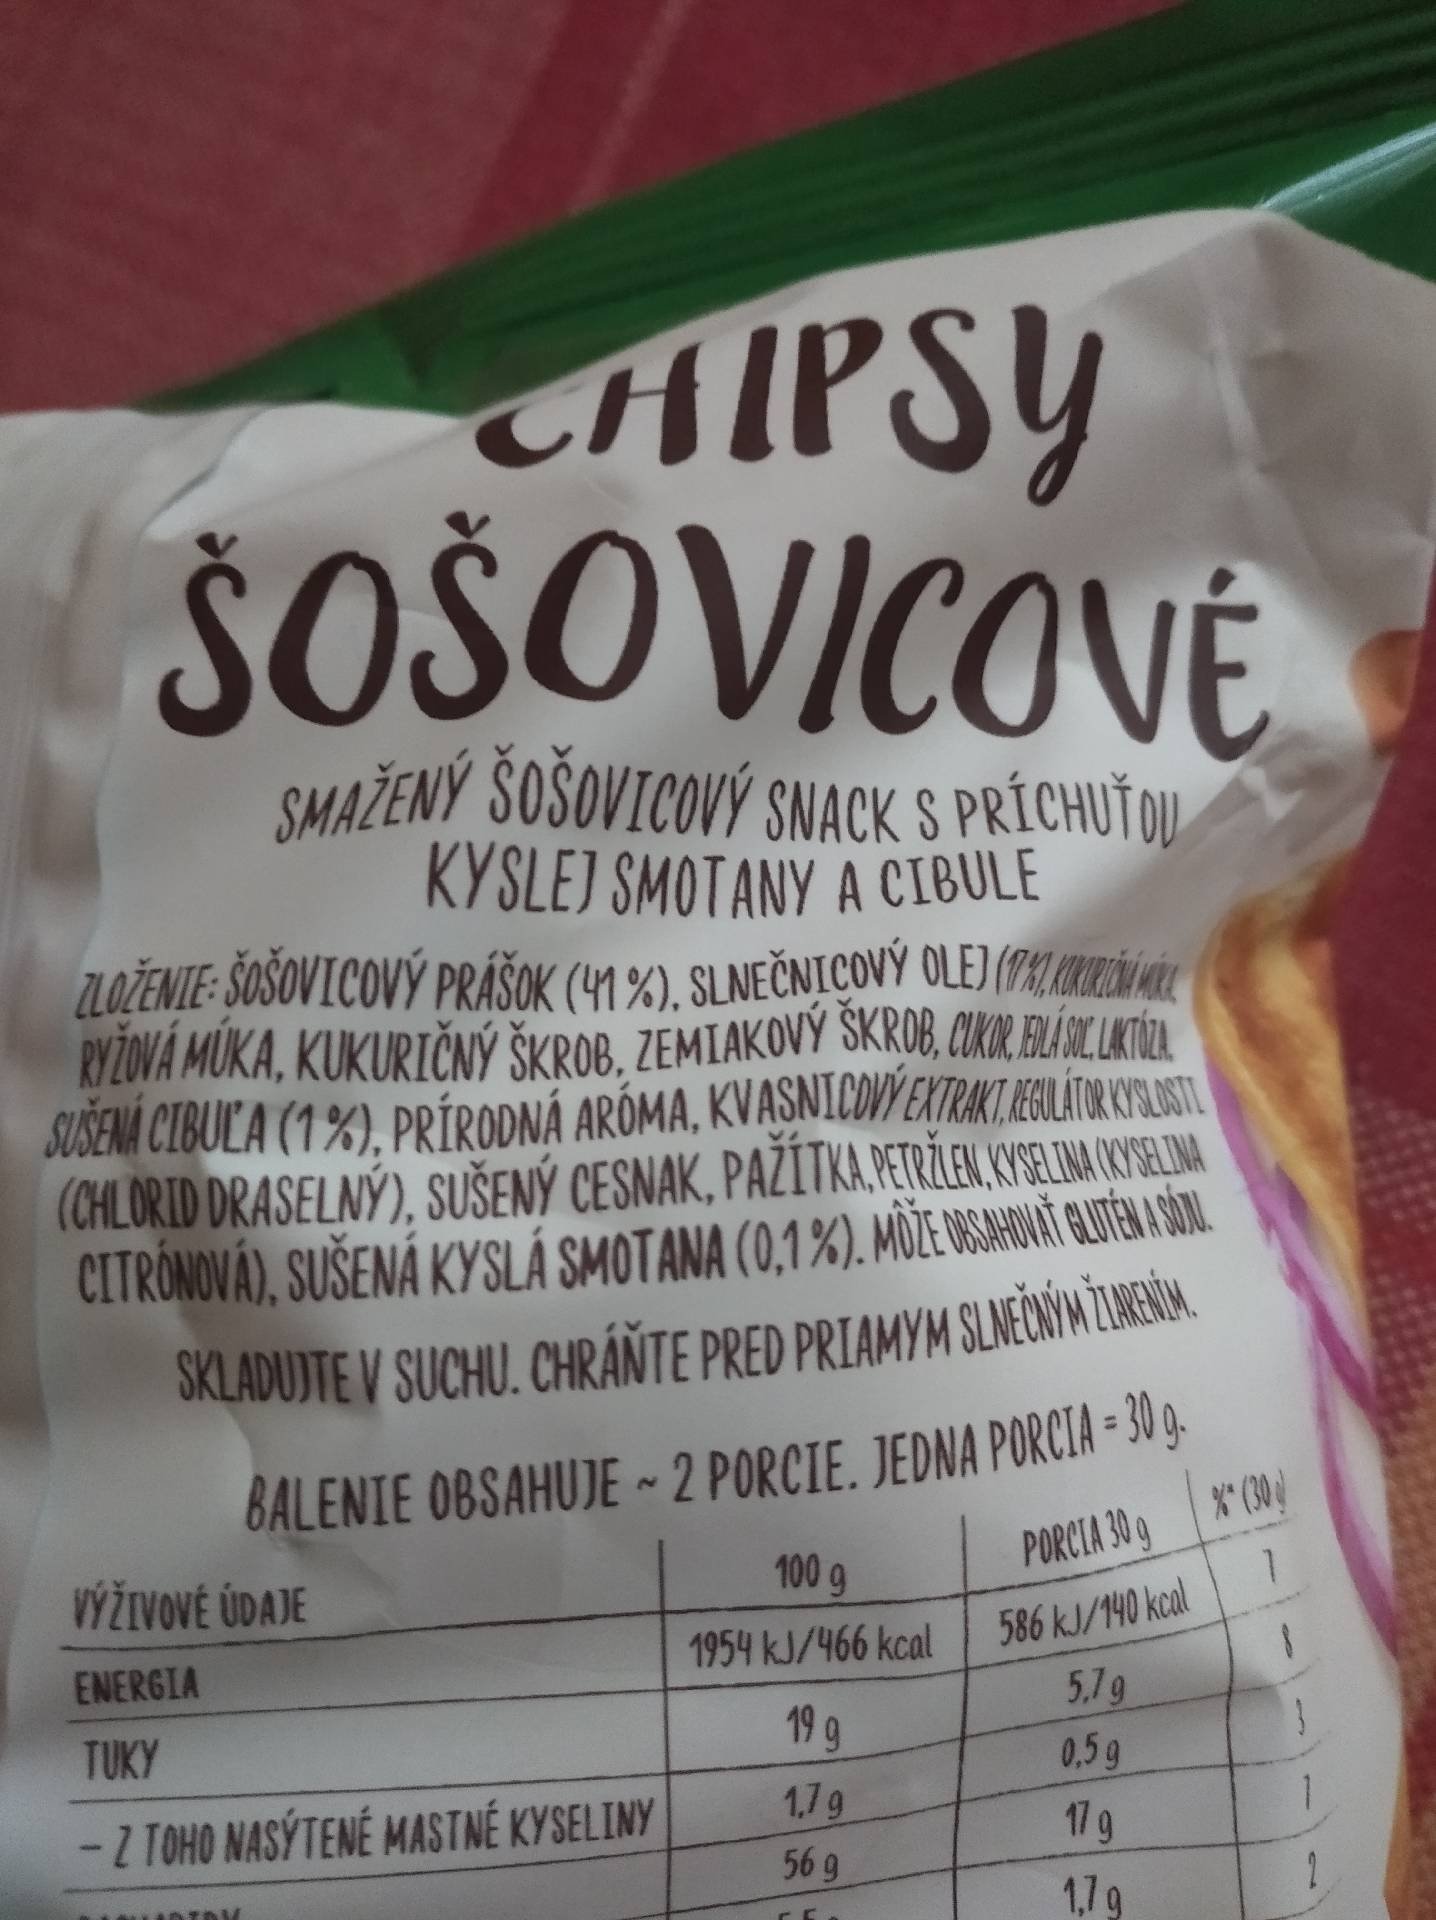 CHIPSY
ŠOŠOVICOVÉ
SMAŽENÝ ŠOŠOVICOVÝ SNACK S PRÍCHUŤOU
KYSLEJ SMOTANY A CIBULE
ZLOŽENIE: ŠOŠOVICOVÝ PRÁŠOK (41 %), SLNEČNICOVÝ OLEJ (17 %), KUKURIČNÁ MÚKA,
RYŽOVÁ MÚKA, KUKURIČNÝ ŠKROB, ZEMIAKOVÝ ŠKROB, CUKOR, JEDLÁ SOĽ, LAKTÓZA,
SUŠENÁ CIBUĽA (1 %), PRÍRODNÁ ARÓMA, KVASNICOVÝ EXTRAKT, REGULÁTOR KYSLOSTI
(CHLORID DRASELNÝ), SUŠENÝ CESNAK, PAŽÍTKA, PETRŽLEN, KYSELINA (KYSELINA
CITRÓNOVÁ), SUŠENÁ KYSLÁ SMOTANA (0,1 %). MÔŽE OBSAHOVAŤ GLUTÉN A SÓJU.
SKLADUJTE V SUCHU. CHRÁŇTE PRED PRIAMYM SLNEČNÝM ŽIARENÍM.
BALENIE OBSAHUJE ~ 2 PORCIE. JEDNA PORCIA = 30 g.
VÝŽIVOVÉ ÚDAJE 100 g PORCIA 30 g %* (30 g)
ENERGIA 1954 kJ/466 kcal 586 kJ/140 kcal 7
TUKY 19 g 5,7 g 8
- Z TOHO NASÝTENÉ MASTNÉ KYSELINY 1,7 g 0,5 g 3
56 g 17 g 7
1,7 g 2